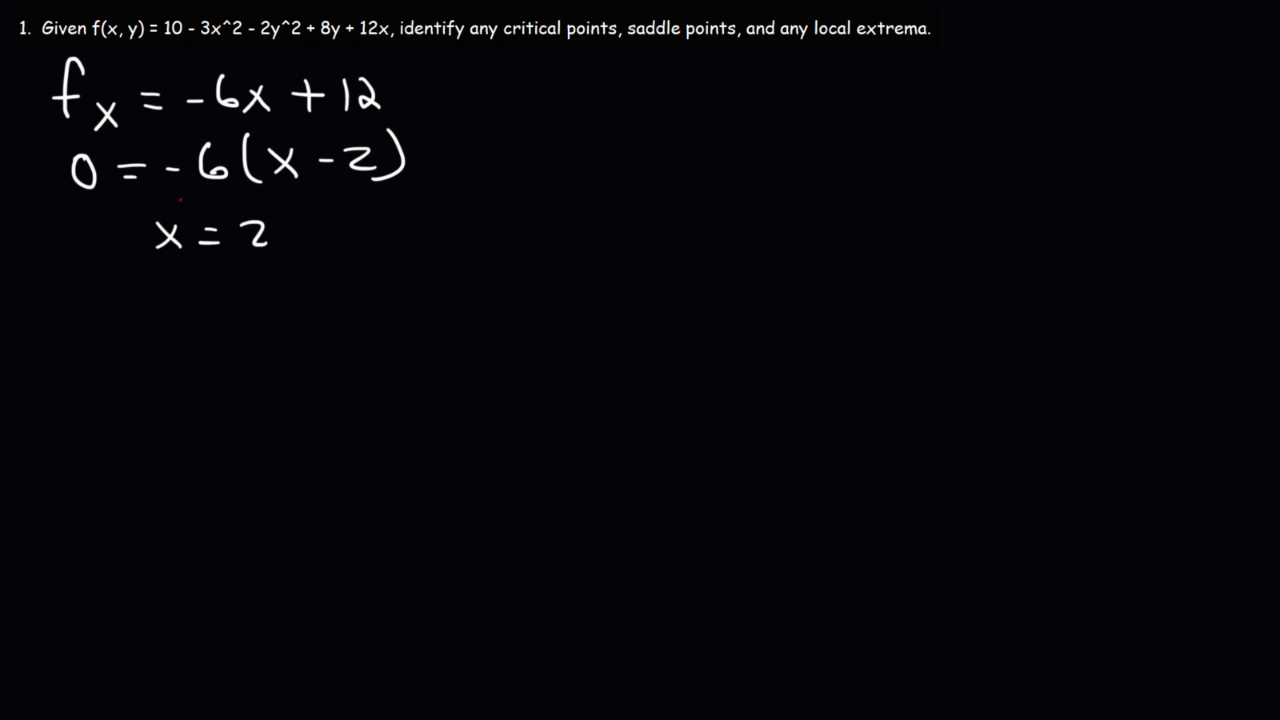 1. Given f(x, y) = 10 - 3x^2 - 2y^2 + 8y + 12x, identify any critical points, saddle points, and any local extrema.
fₓ = -6x + 12
0 = -6(x - 2)
x = 2